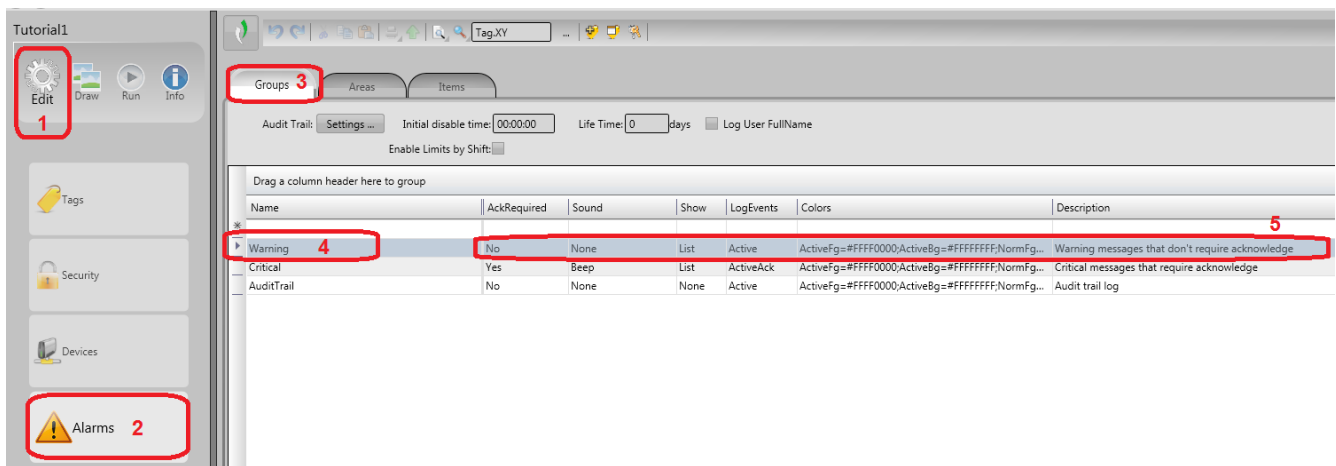 Tutorial1
Edit
Draw
Run
Info
1
Tags
Security
Devices
Alarms 2
Tag.XY ...
Groups 3
Areas
Items
Audit Trail: Settings ... Initial disable time: 00:00:00 Life Time: 0 days Log User FullName
Enable Limits by Shift:
Drag a column header here to group
Name AckRequired Sound Show LogEvents Colors Description
5
Warning 4 No None List Active ActiveFg=#FFFF0000;ActiveBg=#FFFFFFFF;NormFg... Warning messages that don't require acknowledge
Critical Yes Beep List ActiveAck ActiveFg=#FFFF0000;ActiveBg=#FFFFFFFF;NormFg... Critical messages that require acknowledge
AuditTrail No None None Active ActiveFg=#FFFF0000;ActiveBg=#FFFFFFFF;NormFg... Audit trail log